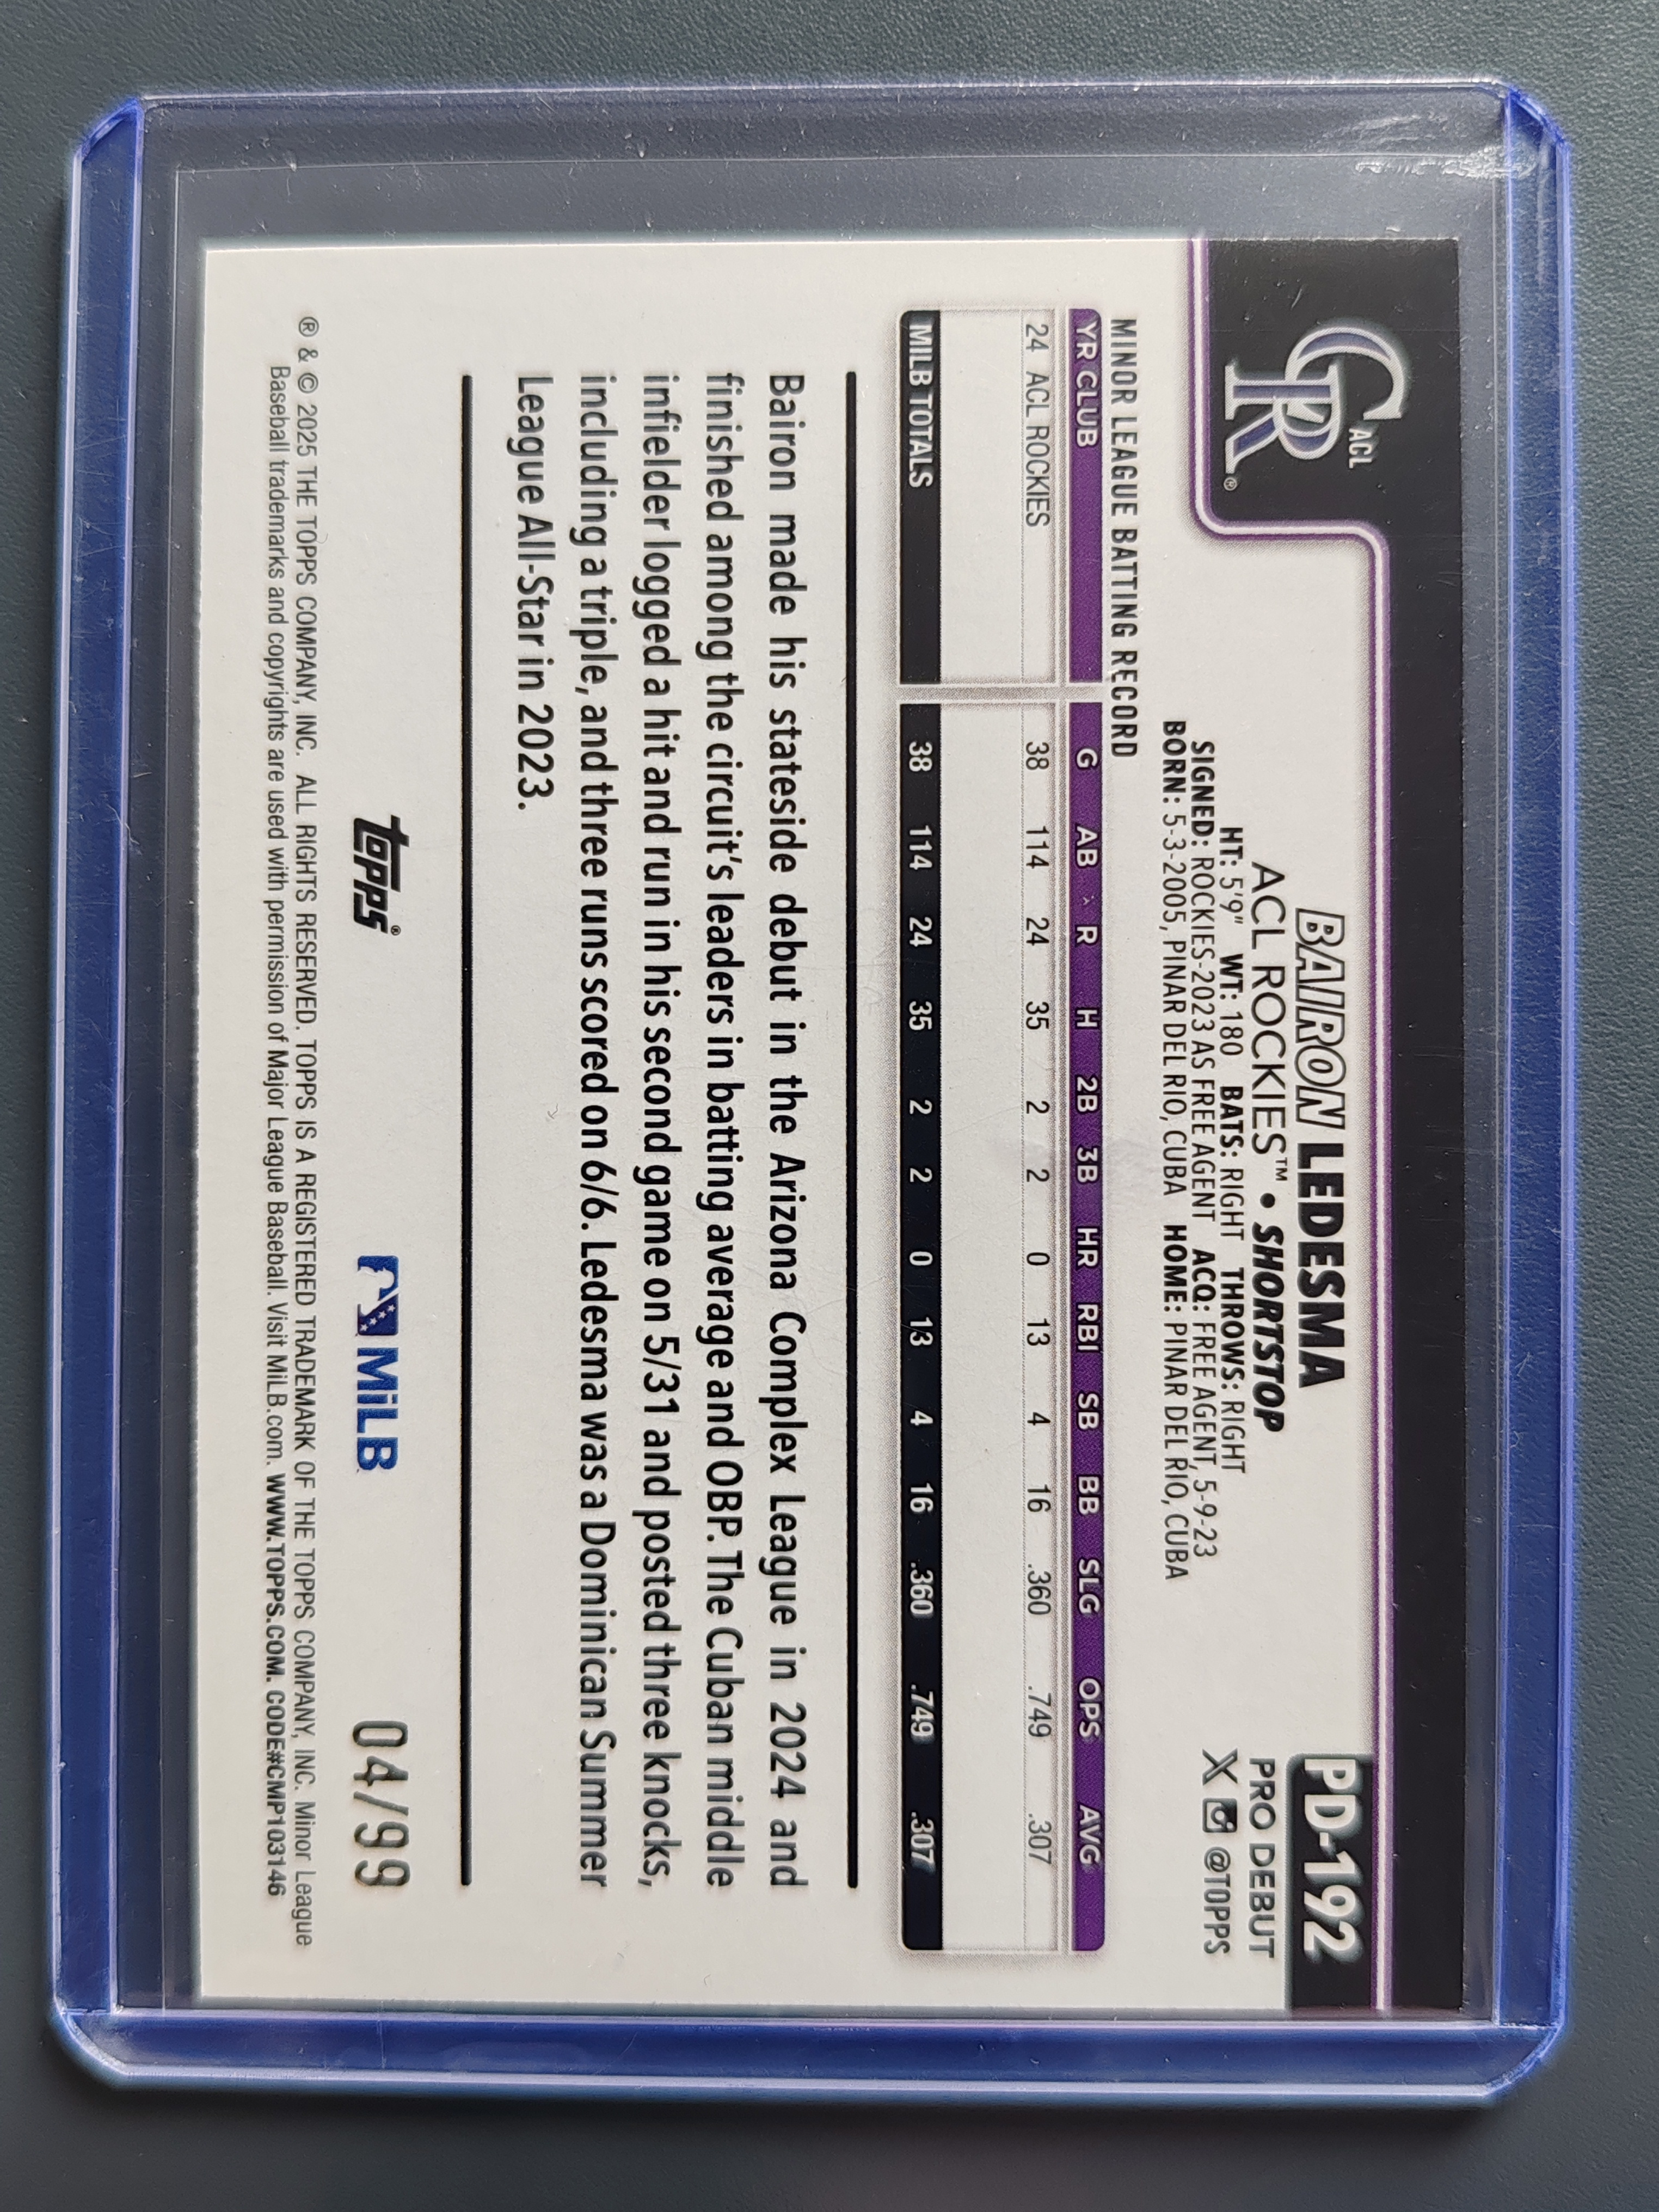 ACL
CR®
PD-192
PRO DEBUT
X @TOPPS
BAIRON LEDESMA
ACL ROCKIES™ • SHORTSTOP
HT: 5'9" WT: 180 BATS: RIGHT THROWS: RIGHT
SIGNED: ROCKIES-2023 AS FREE AGENT ACQ: FREE AGENT, 5-9-23
BORN: 5-3-2005, PINAR DEL RIO, CUBA HOME: PINAR DEL RIO, CUBA
MINOR LEAGUE BATTING RECORD
YR CLUB G AB R H 2B 3B HR RBI SB BB SLG OPS AVG
24 ACL ROCKIES 38 114 24 35 2 2 0 13 4 16 .360 .749 .307
MILB TOTALS 38 114 24 35 2 2 0 13 4 16 .360 .749 .307
Bairon made his stateside debut in the Arizona Complex League in 2024 and
finished among the circuit's leaders in batting average and OBP. The Cuban middle
infielder logged a hit and run in his second game on 5/31 and posted three knocks,
including a triple, and three runs scored on 6/6. Ledesma was a Dominican Summer
League All-Star in 2023.
topps® MiLB 04/99
® & © 2025 THE TOPPS COMPANY, INC. ALL RIGHTS RESERVED. TOPPS IS A REGISTERED TRADEMARK OF THE TOPPS COMPANY, INC. Minor League
Baseball trademarks and copyrights are used with permission of Major League Baseball. Visit MiLB.com. WWW.TOPPS.COM. CODE#CMP103146